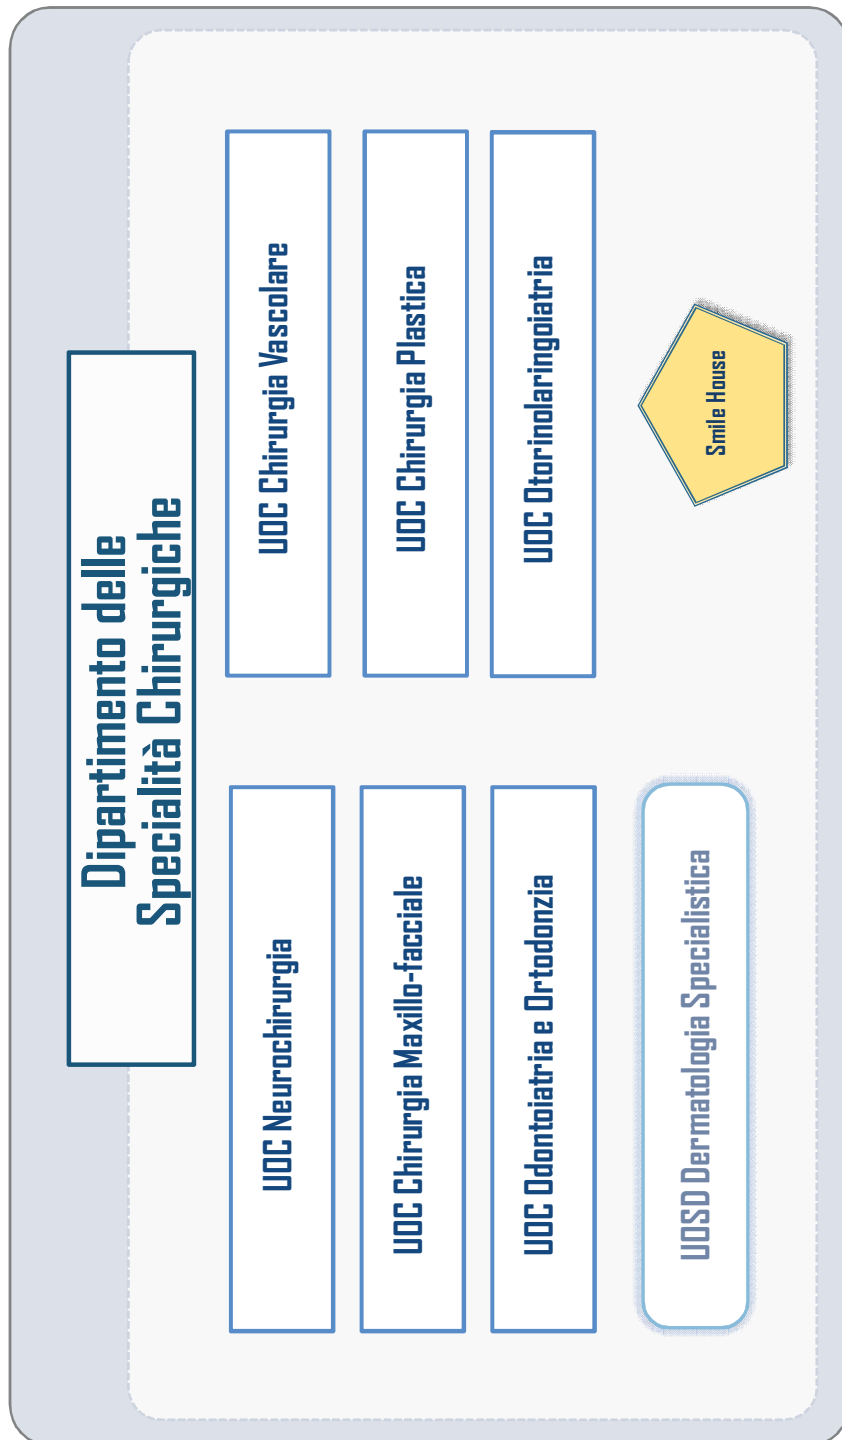 Dipartimento delle
Specialità Chirurgiche
UOC Neurochirurgia
UOC Chirurgia Vascolare
UOC Chirurgia Maxillo-facciale
UOC Chirurgia Plastica
UOC Odontoiatria e Ortodonzia
UOC Otorinolaringoiatria
UOSD Dermatologia Specialistica
Smile House